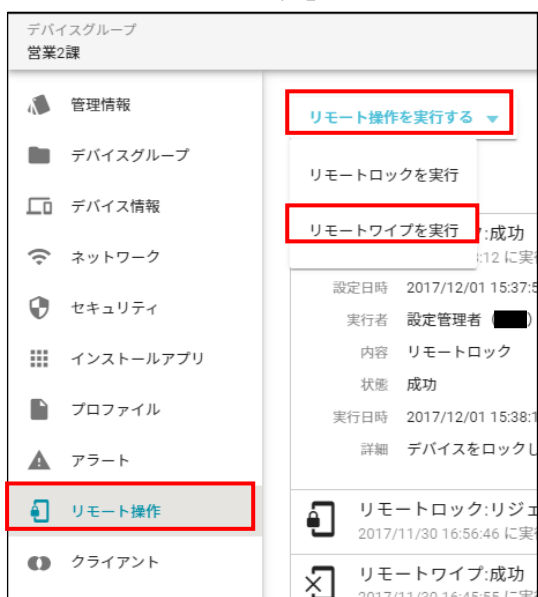 デバイスグループ
営業2課
管理情報
デバイスグループ
デバイス情報
ネットワーク
セキュリティ
インストールアプリ
プロファイル
アラート
リモート操作
クライアント
リモート操作を実行する
リモートロックを実行
リモートワイプを実行
:成功
:12 に実
設定日時 2017/12/01 15:37:5
実行者 設定管理者（ ）
内容 リモートロック
状態 成功
実行日時 2017/12/01 15:38:1
詳細 デバイスをロックし
リモートロック:リジェ
2017/11/30 16:56:46 に実
リモートワイプ:成功
2017/11/30 16:45:55 に実